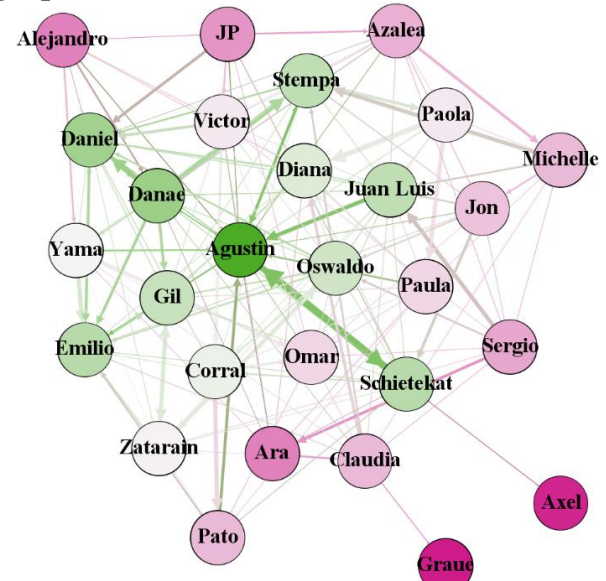 Alejandro
JP
Azalea
Stempa
Paola
Victor
Daniel
Michelle
Diana
Juan Luis
Danae
Jon
Yama
Agustin
Oswaldo
Paula
Gil
Emilio
Omar
Sergio
Corral
Schietekat
Zatarain
Ara
Claudia
Axel
Pato
Graue